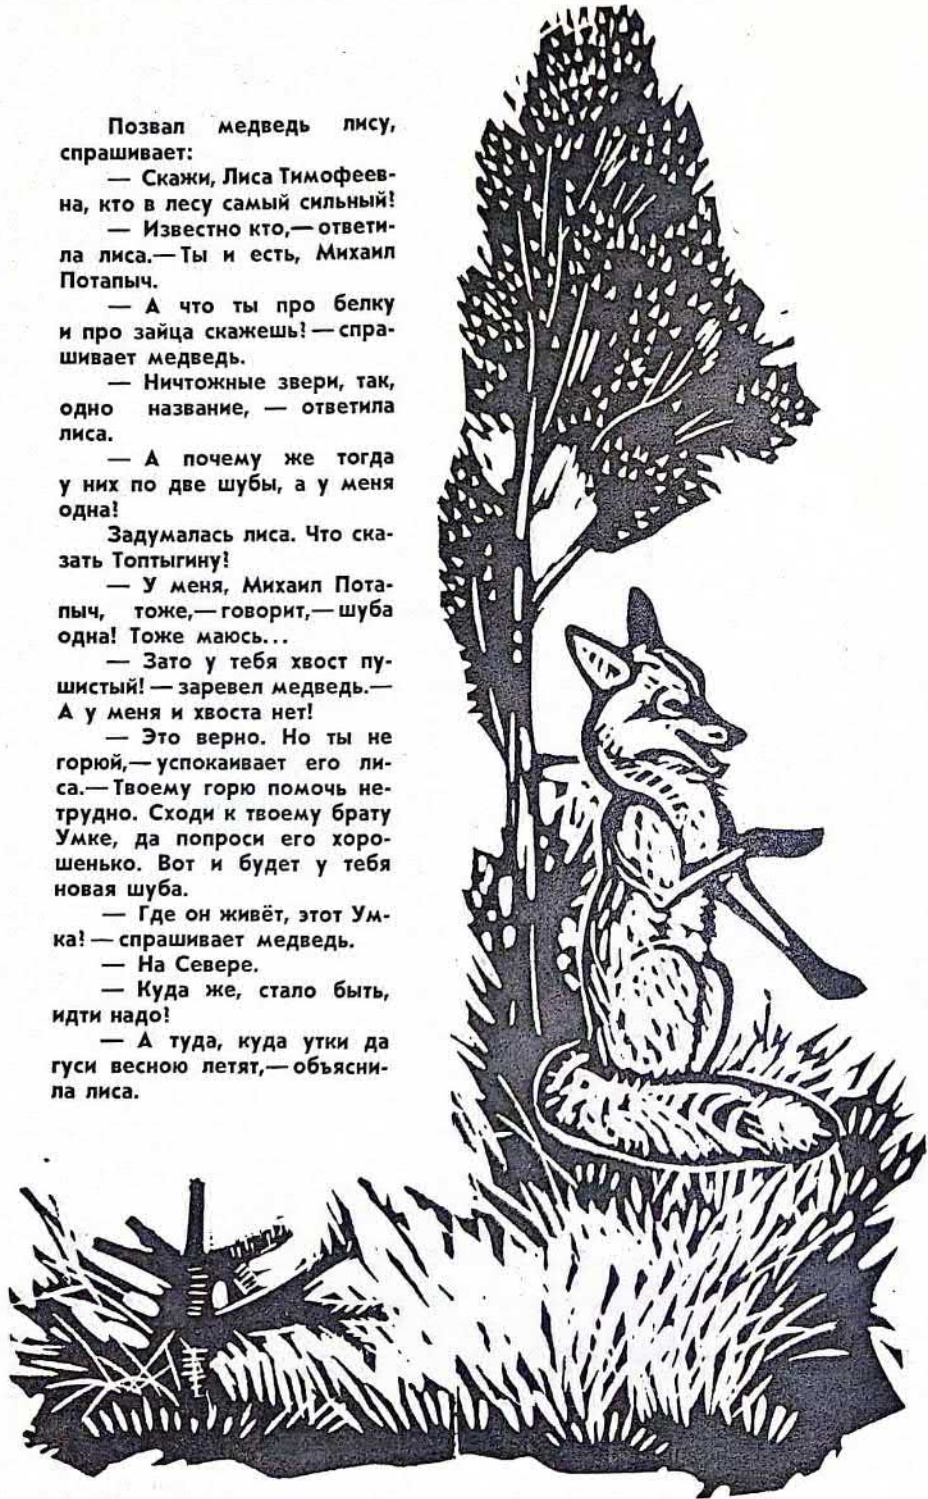 Позвал медведь лису,
спрашивает:
— Скажи, Лиса Тимофеев-
на, кто в лесу самый сильный?
— Известно кто,— ответи-
ла лиса.— Ты и есть, Михаил
Потапыч.
— А что ты про белку
и про зайца скажешь? — спра-
шивает медведь.
— Ничтожные звери, так,
одно название, — ответила
лиса.
— А почему же тогда
у них по две шубы, а у меня
одна?
Задумалась лиса. Что ска-
зать Топтыгину?
— У меня, Михаил Пота-
пыч, тоже,— говорит,— шуба
одна! Тоже маюсь...
— Зато у тебя хвост пу-
шистый! — заревел медведь.—
А у меня и хвоста нет!
— Это верно. Но ты не
горюй,— успокаивает его ли-
са.— Твоему горю помочь не-
трудно. Сходи к твоему брату
Умке, да попроси его хоро-
шенько. Вот и будет у тебя
новая шуба.
— Где он живёт, этот Ум-
ка? — спрашивает медведь.
— На Севере.
— Куда же, стало быть,
идти надо?
— А туда, куда утки да
гуси весною летят,— объясни-
ла лиса.